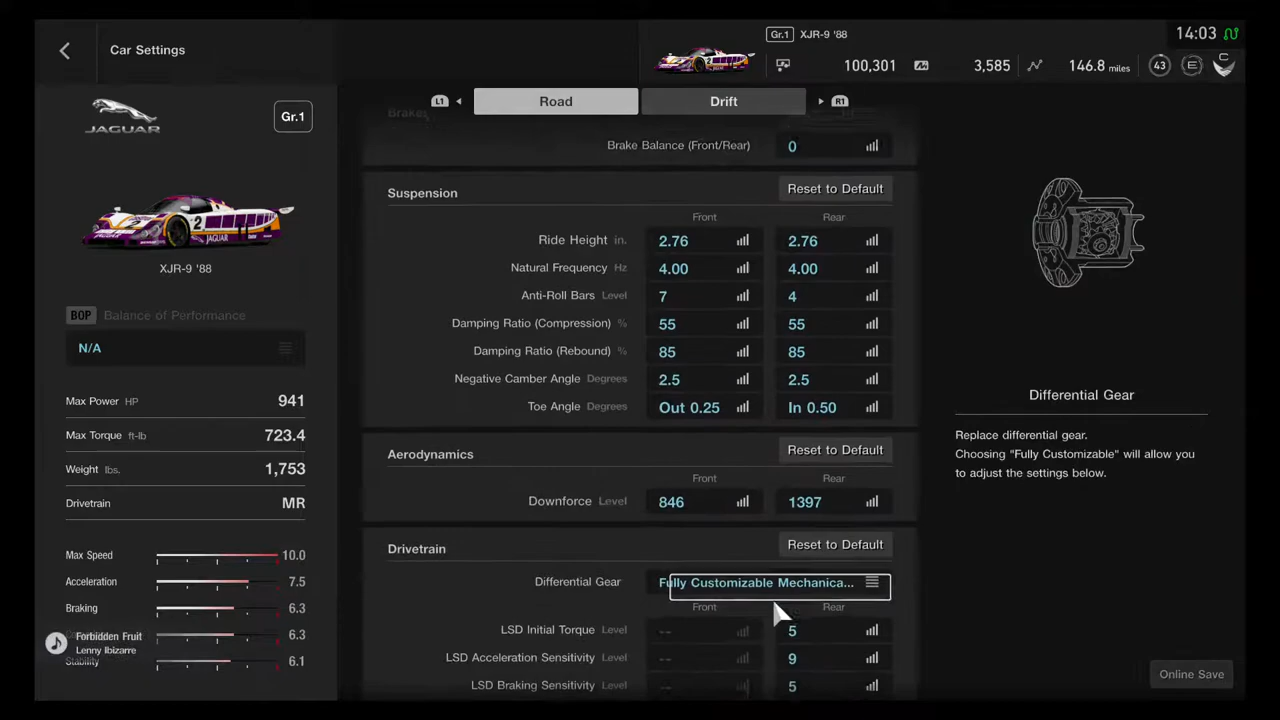 Car Settings
Gr.1 XJR-9 '88
14:03
100,301 3,585 146.8 miles 43 E C
JAGUAR
Gr.1
L1 Road Drift R1
Brakes
Brake Balance (Front/Rear) 0
Suspension Reset to Default
Front Rear
Ride Height in. 2.76 2.76
Natural Frequency Hz 4.00 4.00
Anti-Roll Bars Level 7 4
Damping Ratio (Compression) % 55 55
Damping Ratio (Rebound) % 85 85
Negative Camber Angle Degrees 2.5 2.5
Toe Angle Degrees Out 0.25 In 0.50
Aerodynamics Reset to Default
Front Rear
Downforce Level 846 1397
Drivetrain Reset to Default
Differential Gear Fully Customizable Mechanica...
Front Rear
LSD Initial Torque Level -- 5
LSD Acceleration Sensitivity Level -- 9
LSD Braking Sensitivity Level -- 5
2
JAGUAR
XJR-9 '88
BOP Balance of Performance
N/A
Max Power HP 941
Max Torque ft-lb 723.4
Weight lbs. 1,753
Drivetrain MR
Max Speed 10.0
Acceleration 7.5
Braking 6.3
6.3
Stability 6.1
Forbidden Fruit
Lenny Ibizarre
Differential Gear
Replace differential gear.
Choosing "Fully Customizable" will allow you
to adjust the settings below.
Online Save